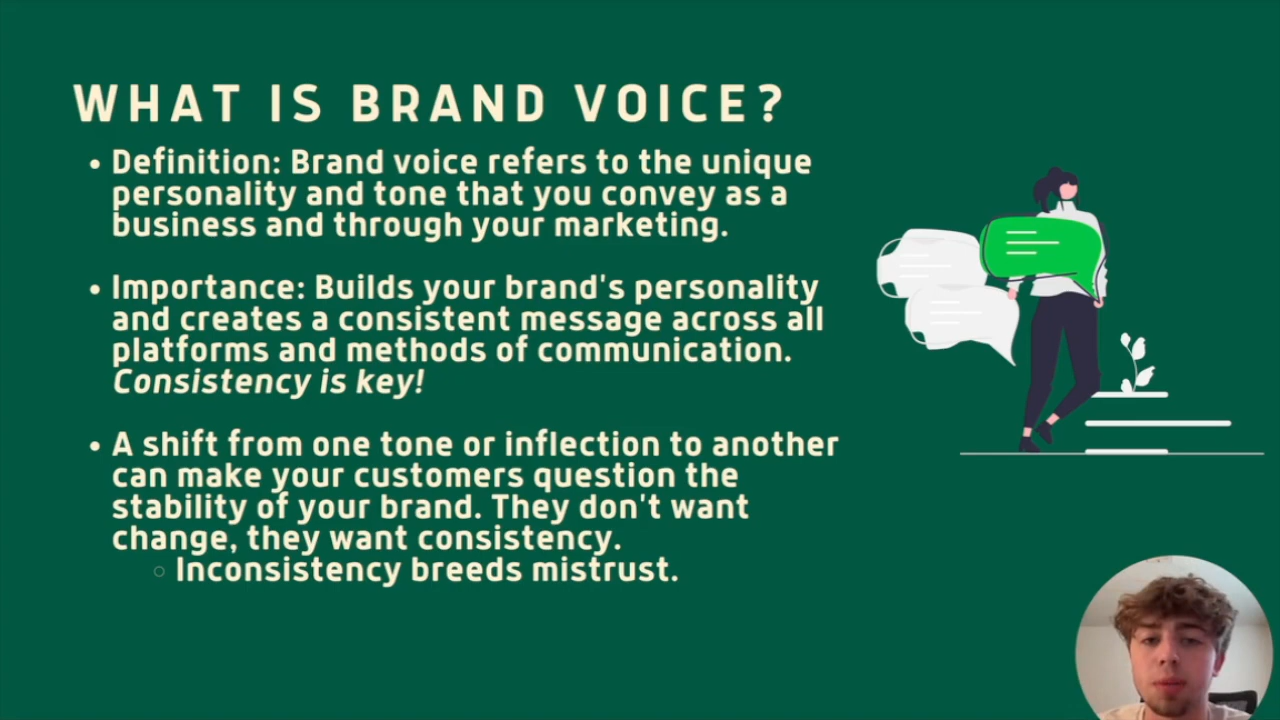 WHAT IS BRAND VOICE?
• Definition: Brand voice refers to the unique
personality and tone that you convey as a
business and through your marketing.
• Importance: Builds your brand's personality
and creates a consistent message across all
platforms and methods of communication.
Consistency is key!
• A shift from one tone or inflection to another
can make your customers question the
stability of your brand. They don't want
change, they want consistency.
◦ Inconsistency breeds mistrust.